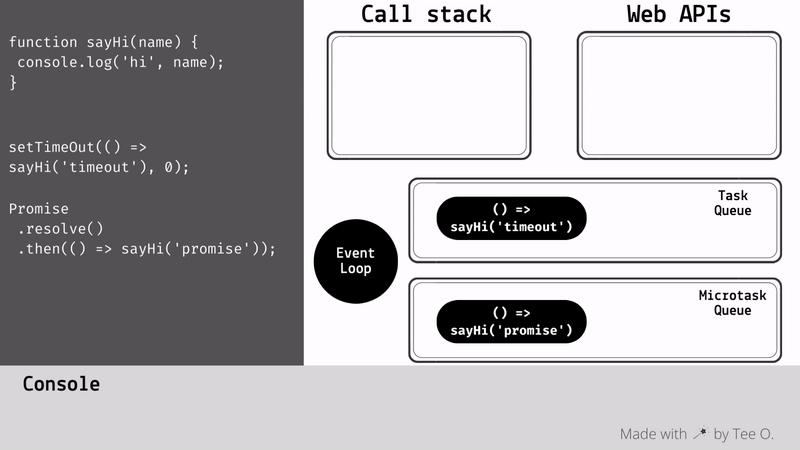 function sayHi(name) {
 console.log('hi', name);
}
setTimeOut(() =>
sayHi('timeout'), 0);
Promise
 .resolve()
 .then(() => sayHi('promise'));
Call stack
Web APIs
Task
Queue
() =>
sayHi('timeout')
Event
Loop
Microtask
Queue
() =>
sayHi('promise')
Console
Made with by Tee O.